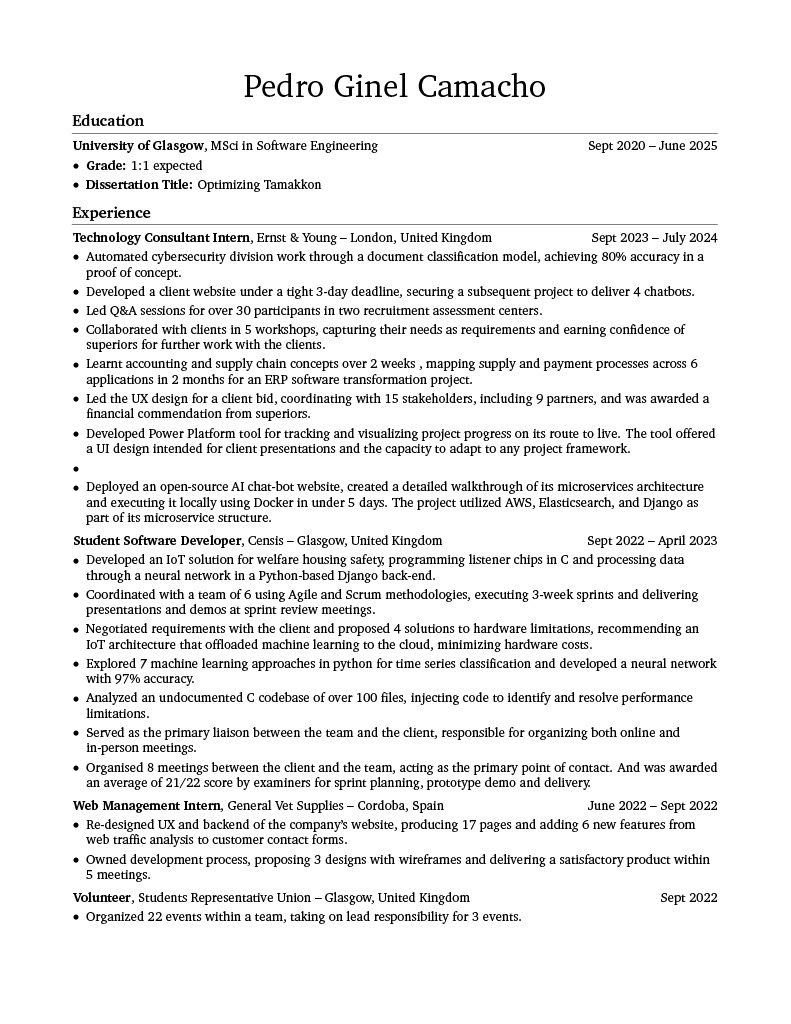 Pedro Ginel Camacho
Education
University of Glasgow, MSci in Software Engineering Sept 2020 – June 2025
• Grade: 1:1 expected
• Dissertation Title: Optimizing Tamakkon
Experience
Technology Consultant Intern, Ernst & Young – London, United Kingdom Sept 2023 – July 2024
• Automated cybersecurity division work through a document classification model, achieving 80% accuracy in a
proof of concept.
• Developed a client website under a tight 3-day deadline, securing a subsequent project to deliver 4 chatbots.
• Led Q&A sessions for over 30 participants in two recruitment assessment centers.
• Collaborated with clients in 5 workshops, capturing their needs as requirements and earning confidence of
superiors for further work with the clients.
• Learnt accounting and supply chain concepts over 2 weeks , mapping supply and payment processes across 6
applications in 2 months for an ERP software transformation project.
• Led the UX design for a client bid, coordinating with 15 stakeholders, including 9 partners, and was awarded a
financial commendation from superiors.
• Developed Power Platform tool for tracking and visualizing project progress on its route to live. The tool offered
a UI design intended for client presentations and the capacity to adapt to any project framework.
•
• Deployed an open-source AI chat-bot website, created a detailed walkthrough of its microservices architecture
and executing it locally using Docker in under 5 days. The project utilized AWS, Elasticsearch, and Django as
part of its microservice structure.
Student Software Developer, Censis – Glasgow, United Kingdom Sept 2022 – April 2023
• Developed an IoT solution for welfare housing safety, programming listener chips in C and processing data
through a neural network in a Python-based Django back-end.
• Coordinated with a team of 6 using Agile and Scrum methodologies, executing 3-week sprints and delivering
presentations and demos at sprint review meetings.
• Negotiated requirements with the client and proposed 4 solutions to hardware limitations, recommending an
IoT architecture that offloaded machine learning to the cloud, minimizing hardware costs.
• Explored 7 machine learning approaches in python for time series classification and developed a neural network
with 97% accuracy.
• Analyzed an undocumented C codebase of over 100 files, injecting code to identify and resolve performance
limitations.
• Served as the primary liaison between the team and the client, responsible for organizing both online and
in-person meetings.
• Organised 8 meetings between the client and the team, acting as the primary point of contact. And was awarded
an average of 21/22 score by examiners for sprint planning, prototype demo and delivery.
Web Management Intern, General Vet Supplies – Cordoba, Spain June 2022 – Sept 2022
• Re-designed UX and backend of the company's website, producing 17 pages and adding 6 new features from
web traffic analysis to customer contact forms.
• Owned development process, proposing 3 designs with wireframes and delivering a satisfactory product within
5 meetings.
Volunteer, Students Representative Union – Glasgow, United Kingdom Sept 2022
• Organized 22 events within a team, taking on lead responsibility for 3 events.